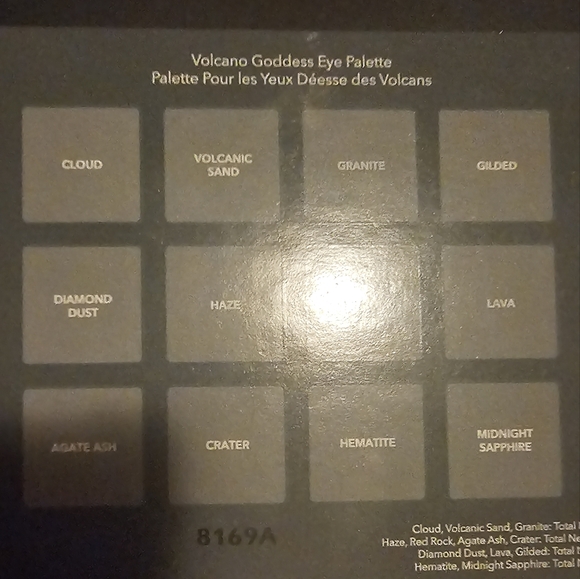 Volcano Goddess Eye Palette
Palette Pour les Yeux Déesse des Volcans
CLOUD
VOLCANIC
SAND
GRANITE
GILDED
DIAMOND
DUST
HAZE
LAVA
AGATE ASH
CRATER
HEMATITE
MIDNIGHT
SAPPHIRE
8169A
Cloud, Volcanic Sand, Granite: Total
Haze, Red Rock, Agate Ash, Crater: Total Ne
Diamond Dust, Lava, Gilded: Total
Hematite, Midnight Sapphire: Total